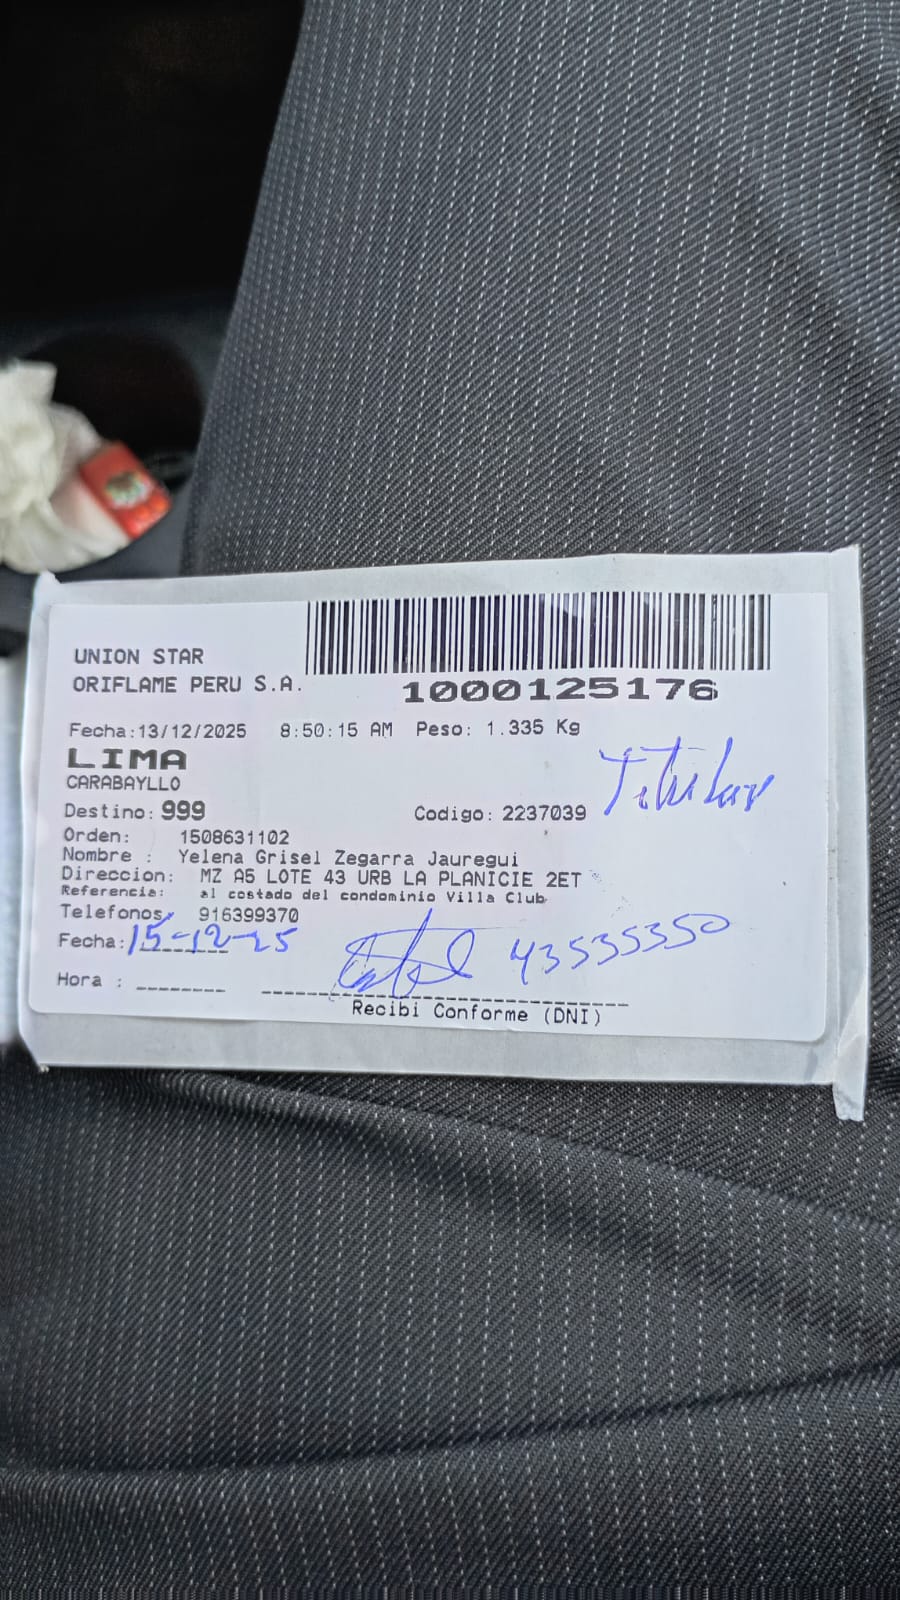 UNION STAR
ORIFLAME PERU S.A.
1000125176
Fecha:13/12/2025 8:50:15 AM Peso: 1.335 Kg
LIMA
CARABAYLLO
Titular
Destino: 999 Codigo: 2237039
Orden: 1508631102
Nombre : Yelena Grisel Zegarra Jauregui
Direccion: MZ A5 LOTE 43 URB LA PLANICIE 2ET
Referencia: al costado del condominio Villa Club
Telefonos: 916399370
Fecha: 15-12-25 43535350
Hora : --------
Recibi Conforme (DNI)